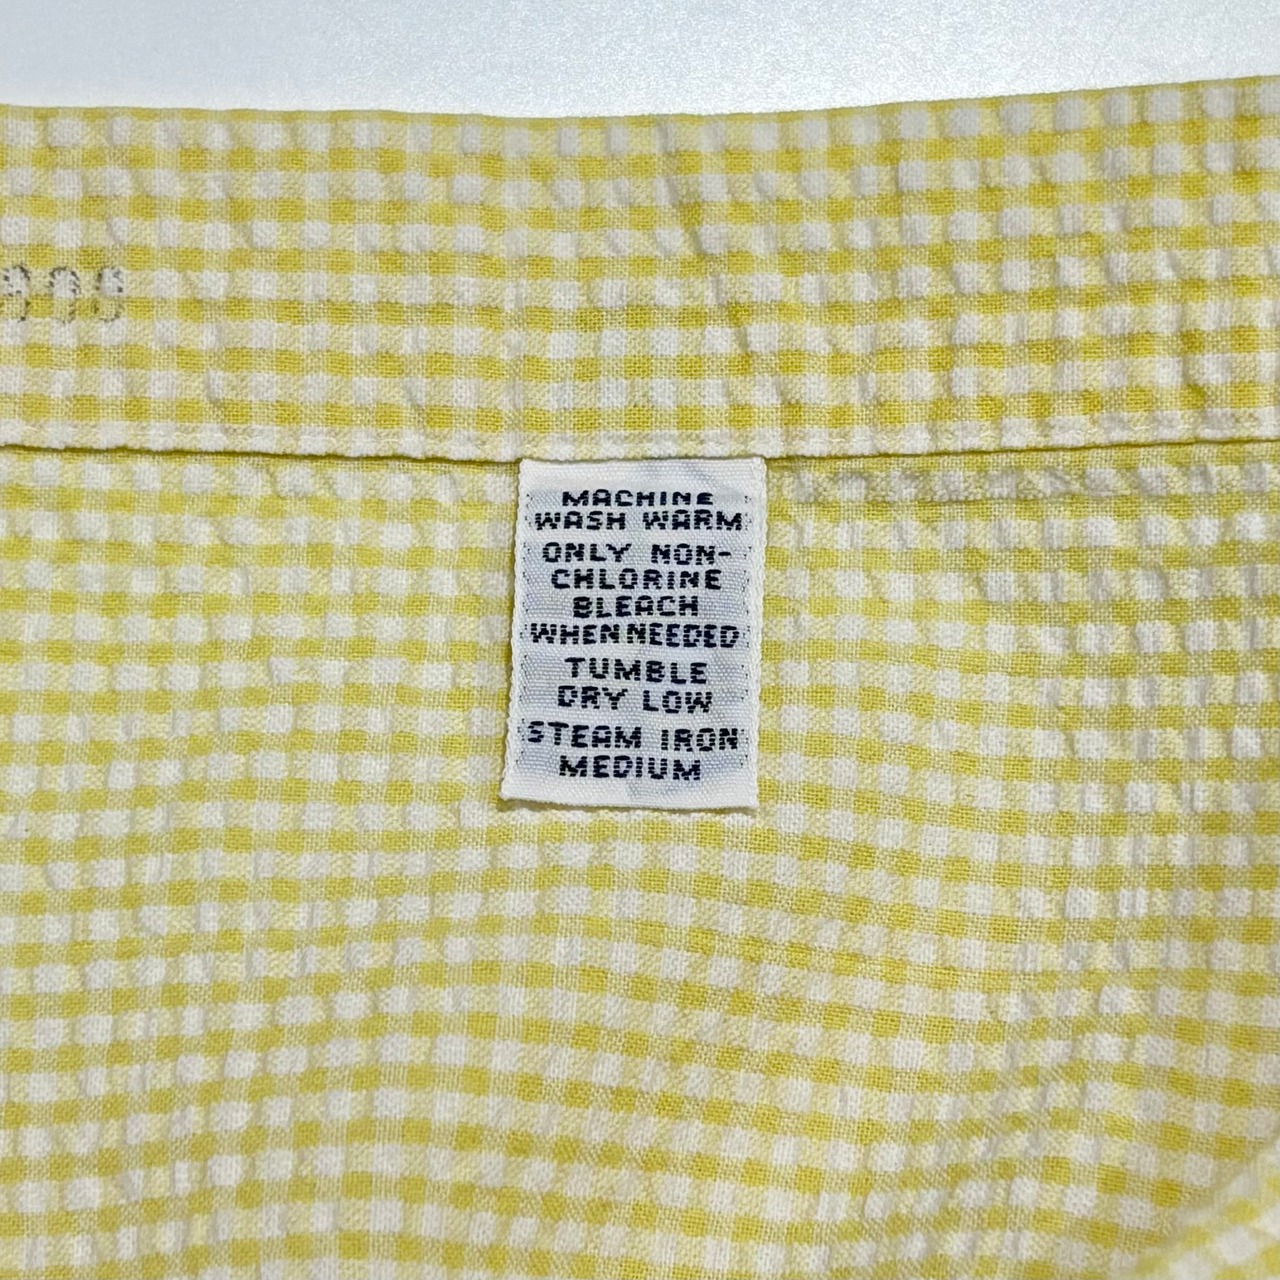 MACHINE
WASH WARM
ONLY NON-
CHLORINE
BLEACH
WHEN NEEDED
TUMBLE
DRY LOW
STEAM IRON
MEDIUM